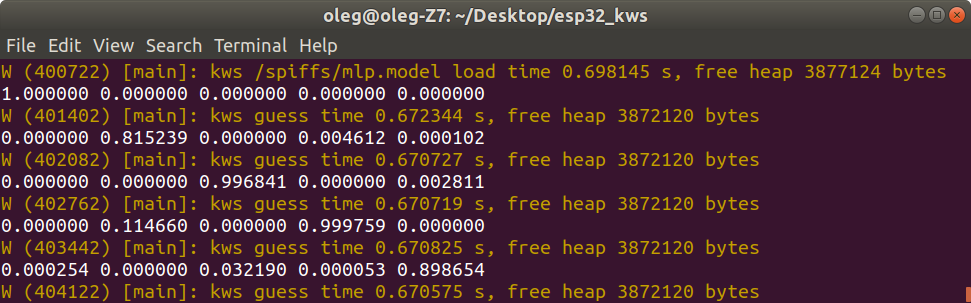 oleg@oleg-Z7: ~/Desktop/esp32_kws
File Edit View Search Terminal Help
W (400722) [main]: kws /spiffs/mlp.model load time 0.698145 s, free heap 3877124 bytes
1.000000 0.000000 0.000000 0.000000 0.000000
W (401402) [main]: kws guess time 0.672344 s, free heap 3872120 bytes
0.000000 0.815239 0.000000 0.004612 0.000102
W (402082) [main]: kws guess time 0.670727 s, free heap 3872120 bytes
0.000000 0.000000 0.996841 0.000000 0.002811
W (402762) [main]: kws guess time 0.670719 s, free heap 3872120 bytes
0.000000 0.114660 0.000000 0.999759 0.000000
W (403442) [main]: kws guess time 0.670825 s, free heap 3872120 bytes
0.000254 0.000000 0.032190 0.000053 0.898654
W (404122) [main]: kws guess time 0.670575 s, free heap 3872120 bytes